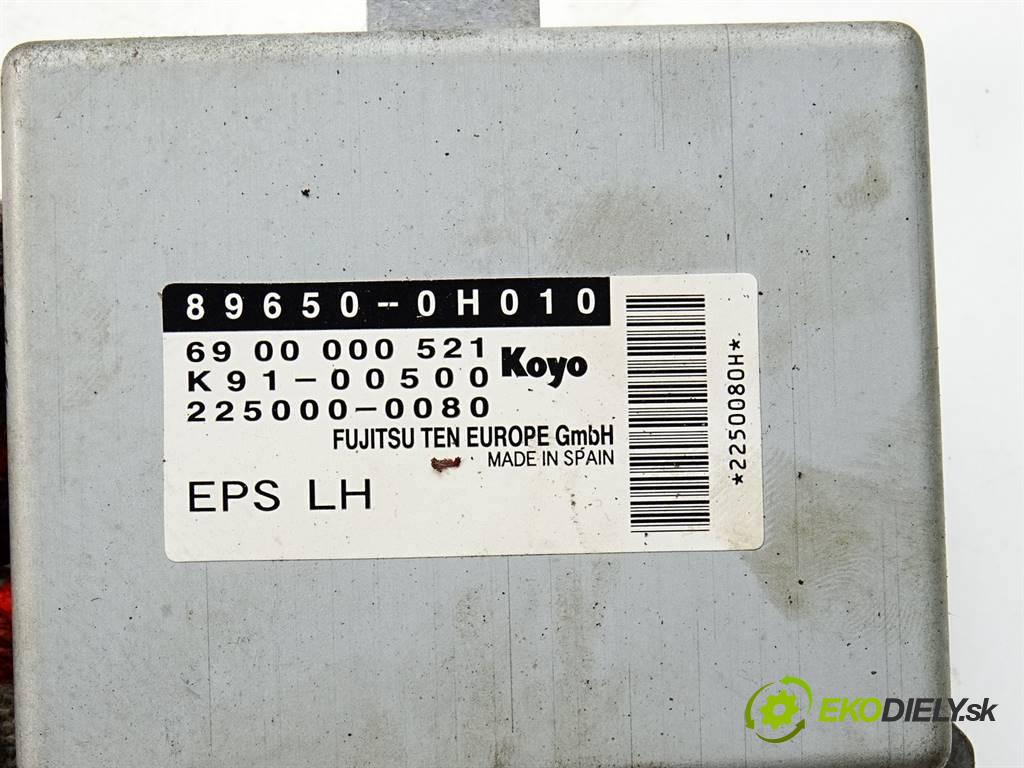 89650--0H010
69 00 000 521
K91-00500
Koyo
225000-0080
FUJITSU TEN EUROPE GmbH
MADE IN SPAIN
EPS LH
*2250080H*
EKODIELY.sk